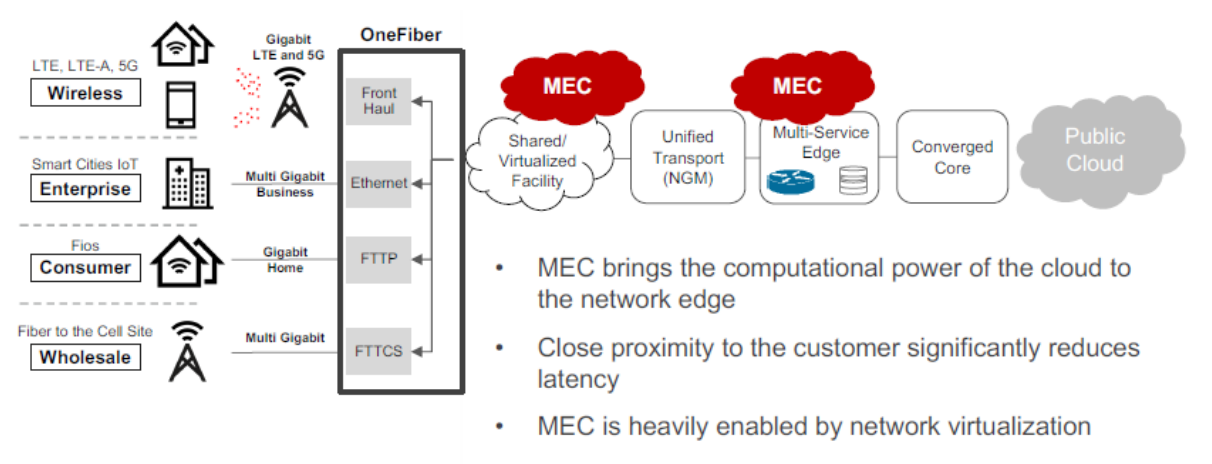 OneFiber
Gigabit
LTE and 5G
LTE, LTE-A, 5G
Wireless
Front
Haul
Smart Cities IoT
Enterprise
Multi Gigabit
Business
Ethernet
Fios
Consumer
Gigabit
Home
FTTP
Fiber to the Cell Site
Wholesale
Multi Gigabit
FTTCS
MEC
Shared/
Virtualized
Facility
Unified
Transport
(NGM)
MEC
Multi-Service
Edge
Converged
Core
Public
Cloud
• MEC brings the computational power of the cloud to
the network edge
• Close proximity to the customer significantly reduces
latency
• MEC is heavily enabled by network virtualization